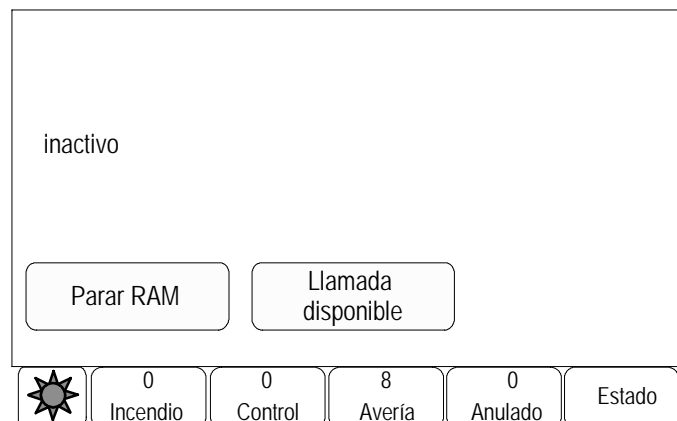 inactivo
Parar RAM
Llamada
disponible
0
Incendio
0
Control
8
Avería
0
Anulado
Estado